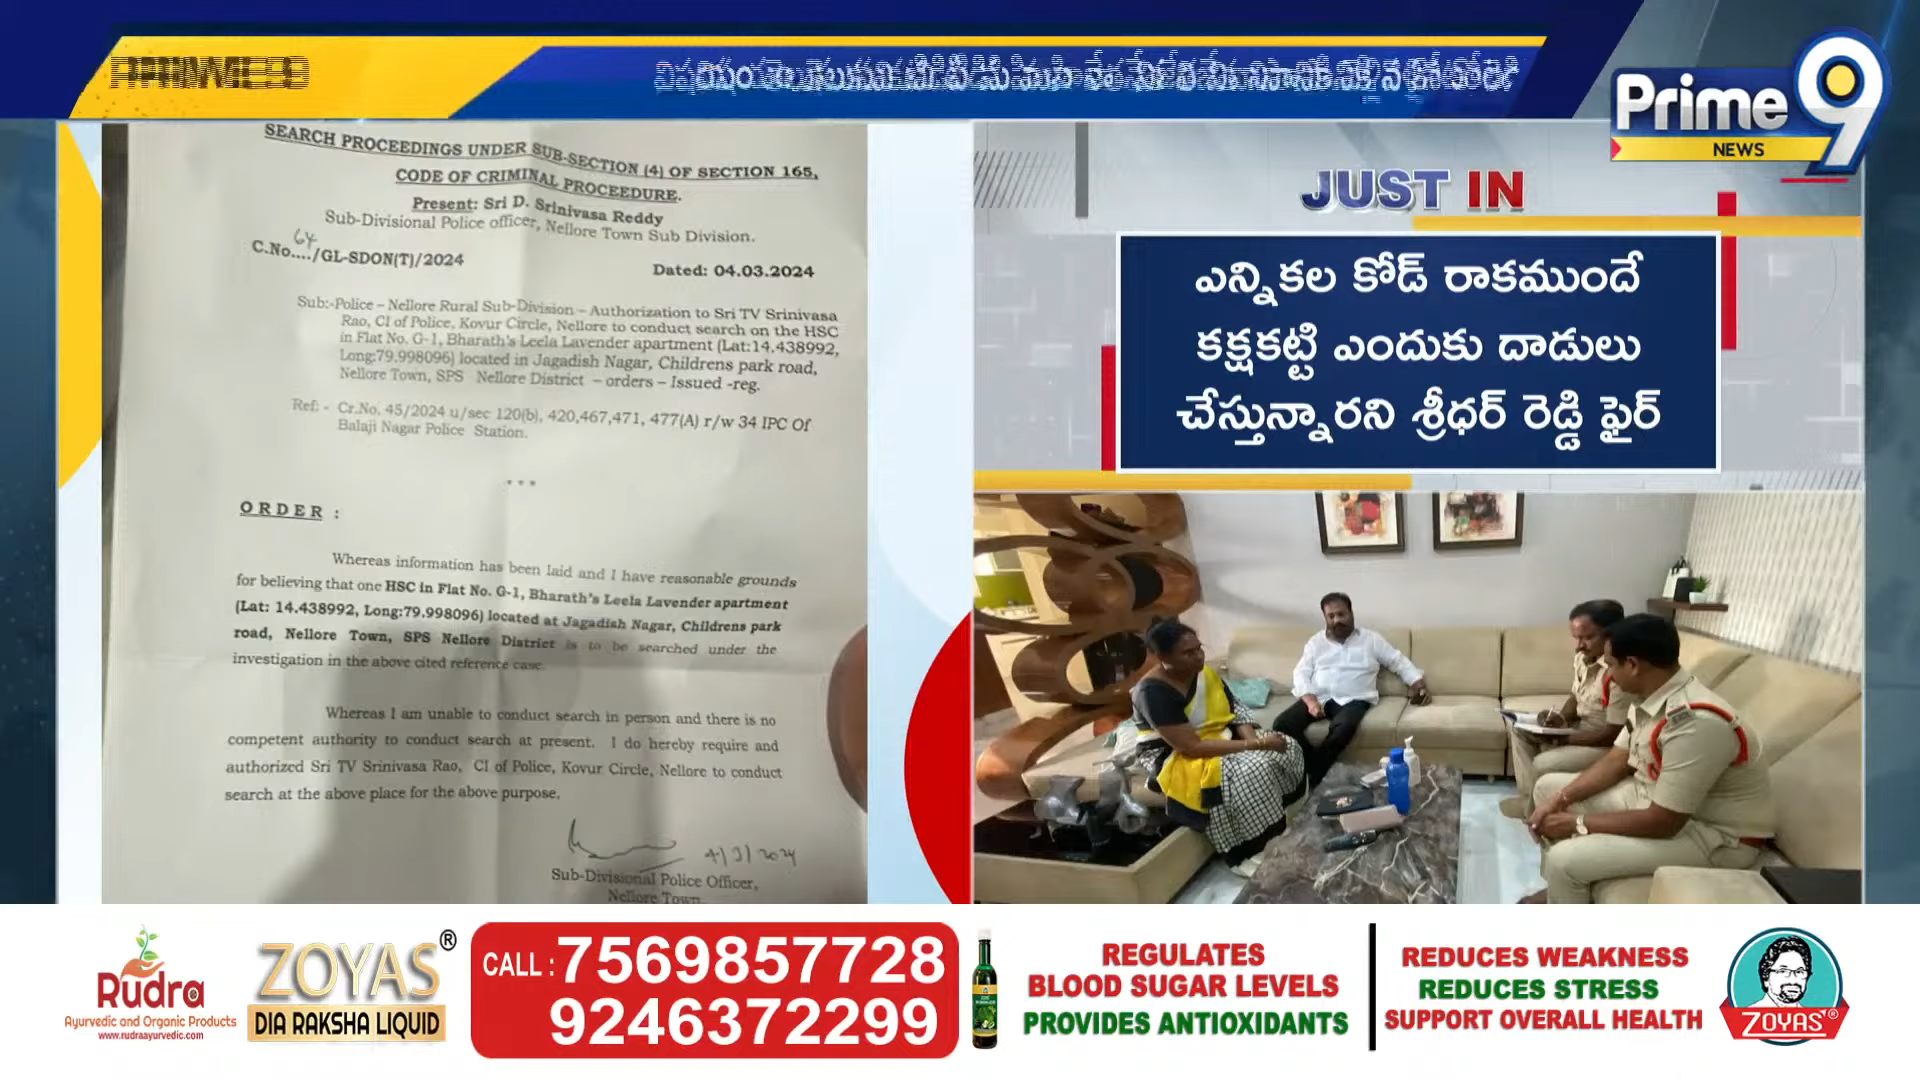 Prime 9
NEWS
SEARCH PROCEEDINGS UNDER SUB-SECTION (4) OF SECTION 165,
CODE OF CRIMINAL PROCEEDURE.
Present: Sri D. Srinivasa Reddy
Sub-Divisional Police officer, Nellore Town Sub Division.
C.No....64/GL-SDON(T)/2024
Dated: 04.03.2024
Sub:-Police – Nellore Rural Sub-Division – Authorization to Sri TV Srinivasa
Rao, CI of Police, Kovur Circle, Nellore to conduct search on the HSC
in Flat No. G-1, Bharath's Leela Lavender apartment (Lat:14.438992,
Long:79.998096) located in Jagadish Nagar, Childrens park road,
Nellore Town, SPS Nellore District – orders – Issued -reg.
Ref: - Cr.No. 45/2024 u/sec 120(b), 420,467,471, 477(A) r/w 34 IPC Of
Balaji Nagar Police Station.
***
ORDER :
Whereas information has been laid and I have reasonable grounds
for believing that one HSC in Flat No. G-1, Bharath's Leela Lavender apartment
(Lat: 14.438992, Long:79.998096) located at Jagadish Nagar, Childrens park
road, Nellore Town, SPS Nellore District is to be searched under the
investigation in the above cited reference case.
Whereas I am unable to conduct search in person and there is no
competent authority to conduct search at present. I do hereby require and
authorized Sri TV Srinivasa Rao, CI of Police, Kovur Circle, Nellore to conduct
search at the above place for the above purpose.
4/3/2024
Sub-Divisional Police Officer,
Nellore Town.
JUST IN
ఎన్నికల కోడ్ రాకముందే
కక్షకట్టి ఎందుకు దాడులు
చేస్తున్నారని శ్రీధర్ రెడ్డి ఫైర్
Rudra
Ayurvedic and Organic Products
www.rudraayurvedic.com
ZOYAS®
DIA RAKSHA LIQUID
CALL : 7569857728
9246372299
REGULATES
BLOOD SUGAR LEVELS
PROVIDES ANTIOXIDANTS
REDUCES WEAKNESS
REDUCES STRESS
SUPPORT OVERALL HEALTH
ZOYAS®